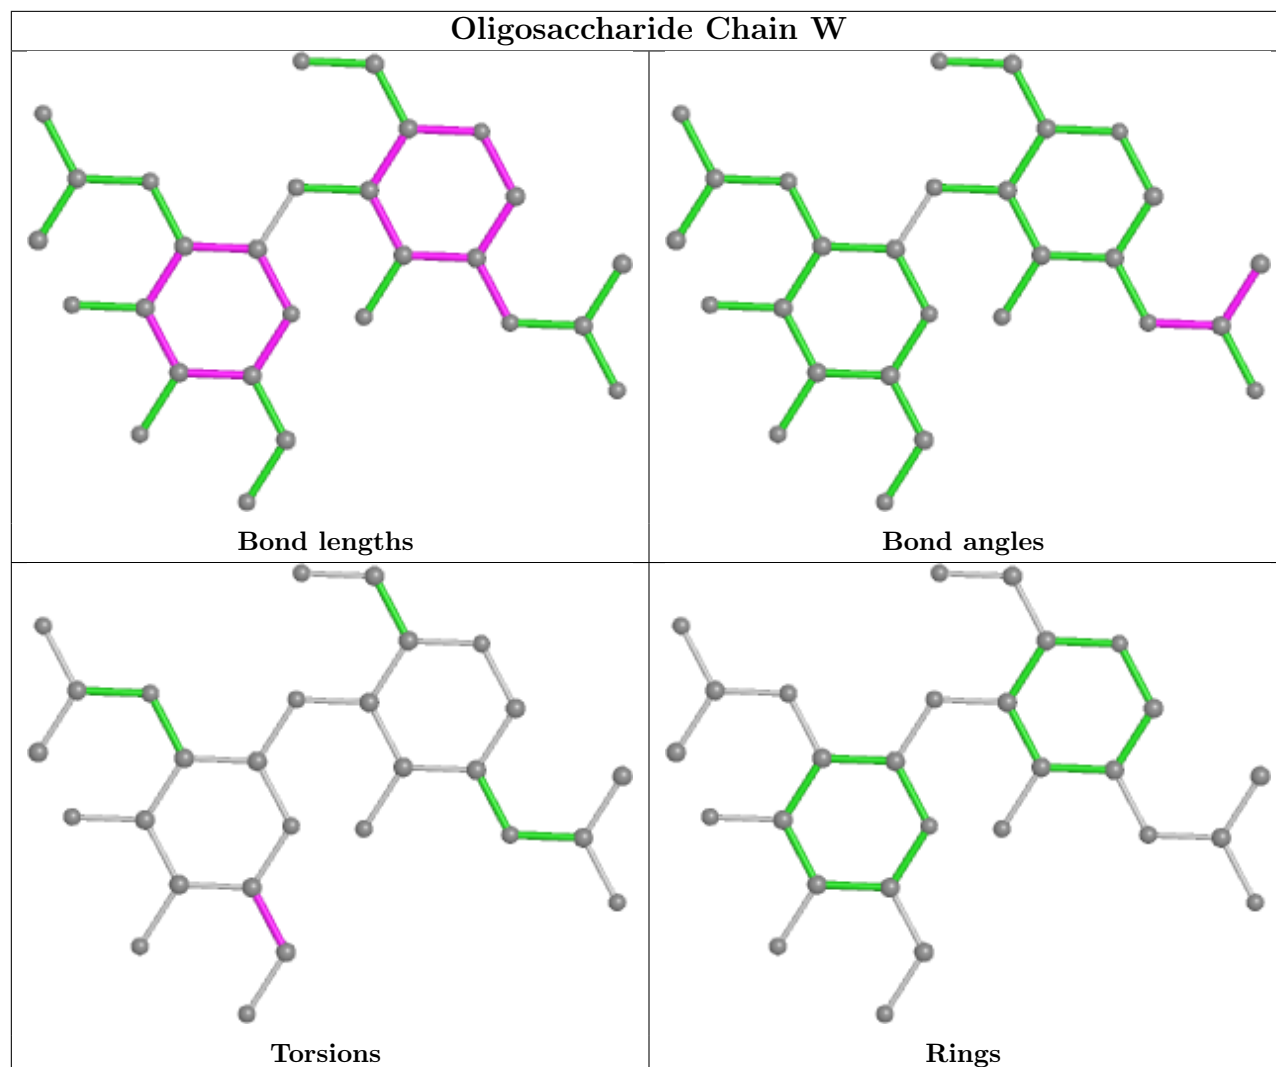 Oligosaccharide Chain W
Bond lengths
Bond angles
Torsions
Rings